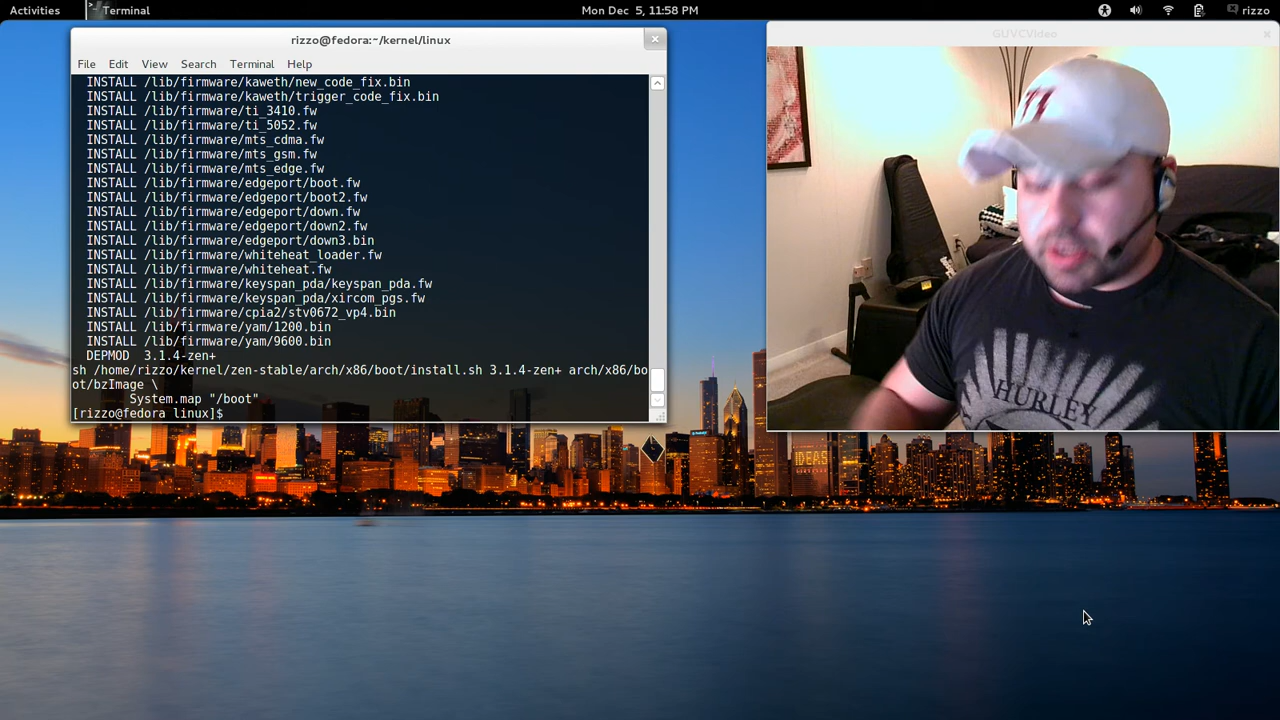 Activities
Terminal
Mon Dec 5, 11:58 PM
rizzo
rizzo@fedora:~/kernel/linux
File Edit View Search Terminal Help
INSTALL /lib/firmware/kaweth/new_code_fix.bin
INSTALL /lib/firmware/kaweth/trigger_code_fix.bin
INSTALL /lib/firmware/ti_3410.fw
INSTALL /lib/firmware/ti_5052.fw
INSTALL /lib/firmware/mts_cdma.fw
INSTALL /lib/firmware/mts_gsm.fw
INSTALL /lib/firmware/mts_edge.fw
INSTALL /lib/firmware/edgeport/boot.fw
INSTALL /lib/firmware/edgeport/boot2.fw
INSTALL /lib/firmware/edgeport/down.fw
INSTALL /lib/firmware/edgeport/down2.fw
INSTALL /lib/firmware/edgeport/down3.bin
INSTALL /lib/firmware/whiteheat_loader.fw
INSTALL /lib/firmware/whiteheat.fw
INSTALL /lib/firmware/keyspan_pda/keyspan_pda.fw
INSTALL /lib/firmware/keyspan_pda/xircom_pgs.fw
INSTALL /lib/firmware/cpia2/stv0672_vp4.bin
INSTALL /lib/firmware/yam/1200.bin
INSTALL /lib/firmware/yam/9600.bin
DEPMOD 3.1.4-zen+
sh /home/rizzo/kernel/zen-stable/arch/x86/boot/install.sh 3.1.4-zen+ arch/x86/bo
ot/bzImage \
System.map "/boot"
[rizzo@fedora linux]$
GUVCVideo
HURLEY
IDEAS